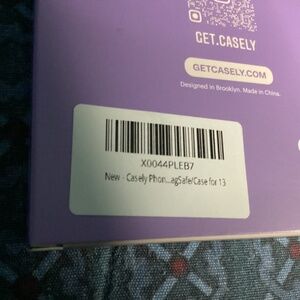 GET.CASELY
GETCASELY.COM
Designed in Brooklyn. Made in China.
X0044PLEB7
New - Casely Phon...agSafe/Case for 13